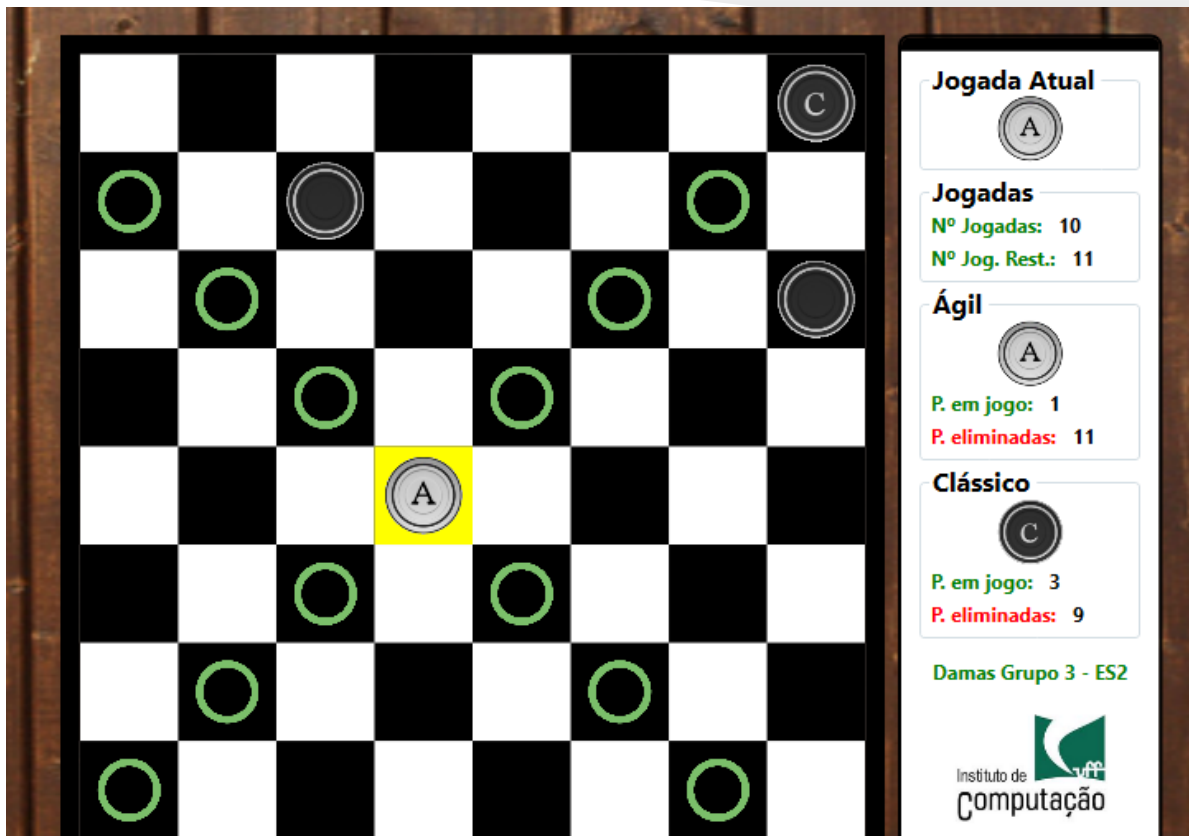 C
A
Jogada Atual
A
Jogadas
Nº Jogadas: 10
Nº Jog. Rest.: 11
Ágil
A
P. em jogo: 1
P. eliminadas: 11
Clássico
C
P. em jogo: 3
P. eliminadas: 9
Damas Grupo 3 - ES2
uff
Instituto de
Computação